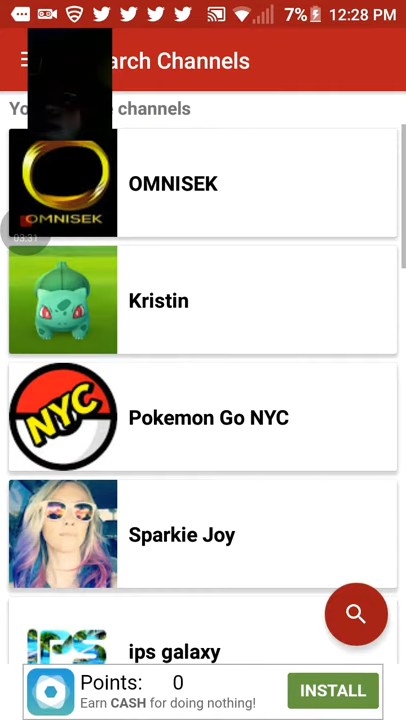 7% 12:28 PM
arch Channels
Yo e channels
OMNISEK
OMNISEK
03:31
Kristin
NYC
Pokemon Go NYC
Sparkie Joy
IPS
ips galaxy
Points: 0
Earn CASH for doing nothing!
INSTALL